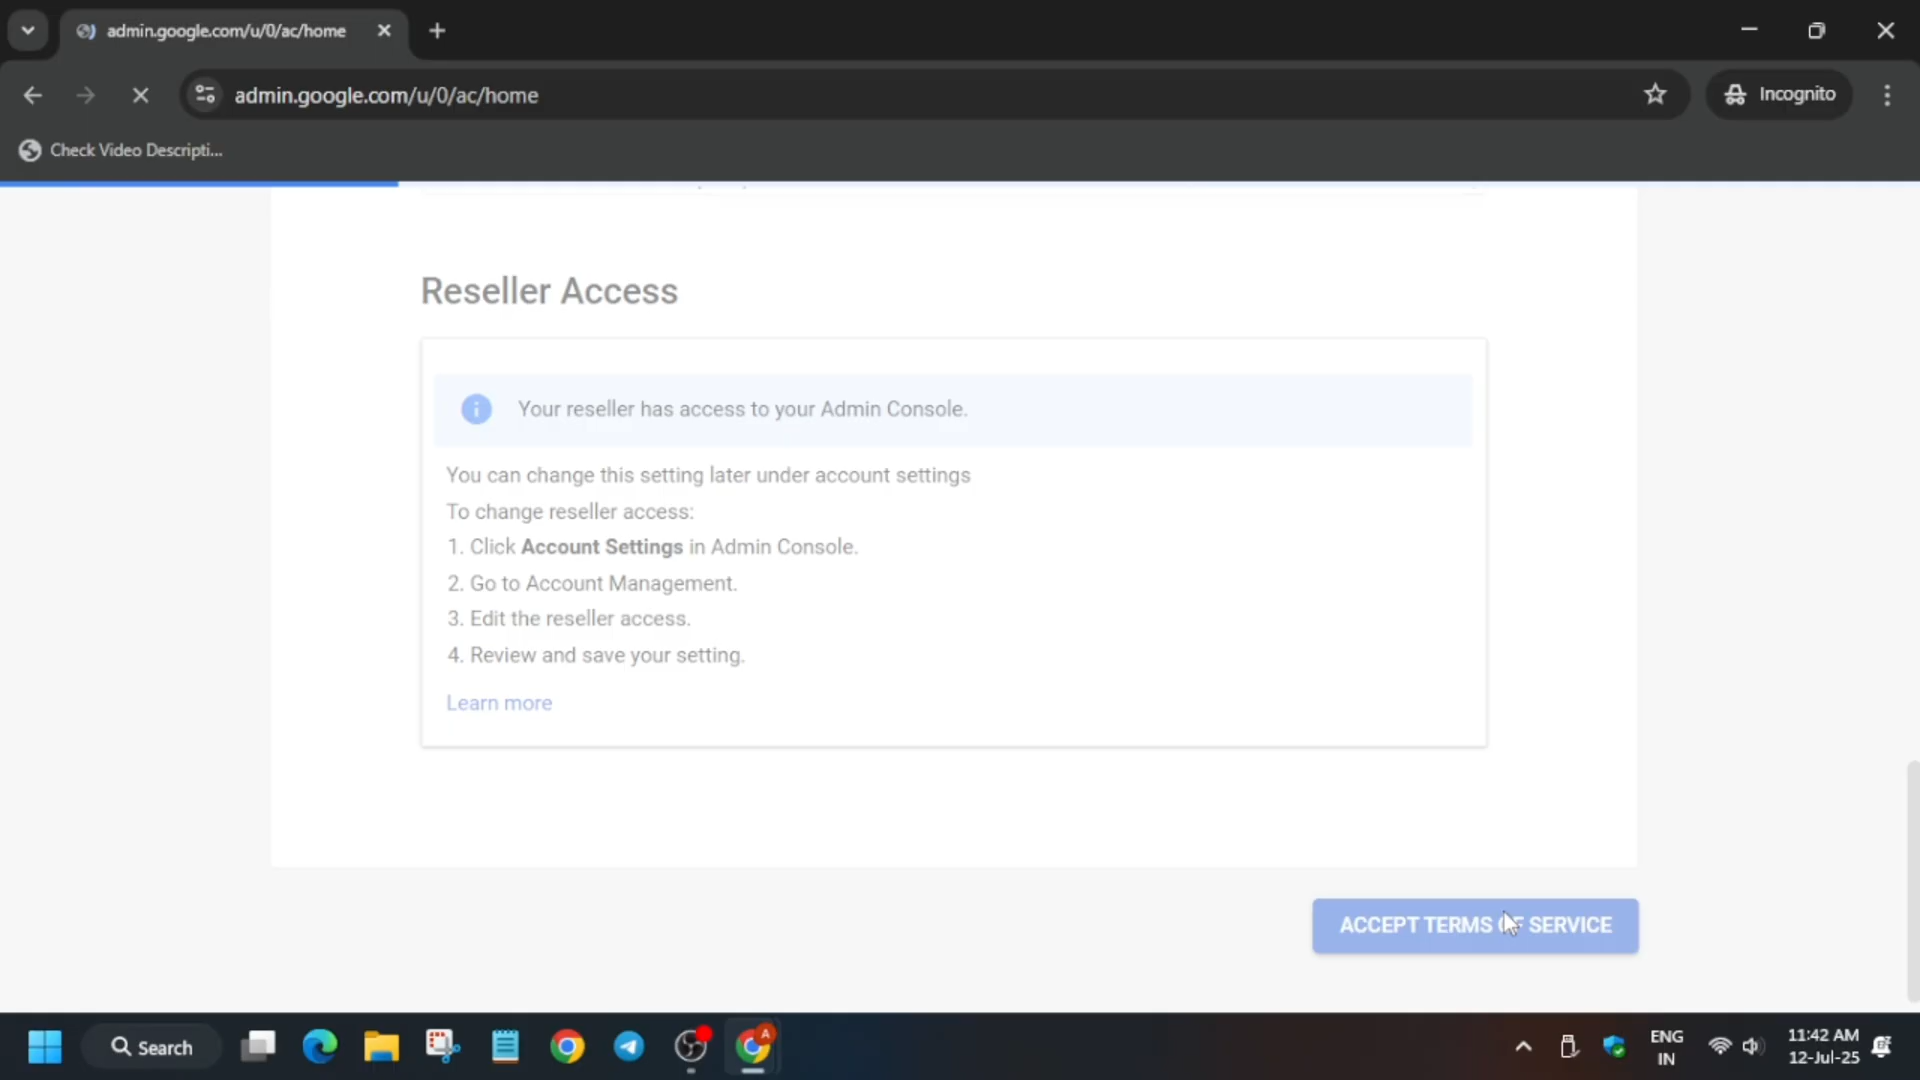 admin.google.com/u/0/ac/home
admin.google.com/u/0/ac/home
Incognito
Check Video Descripti...
Reseller Access
Your reseller has access to your Admin Console.
You can change this setting later under account settings
To change reseller access:
1. Click Account Settings in Admin Console.
2. Go to Account Management.
3. Edit the reseller access.
4. Review and save your setting.
Learn more
ACCEPT TERMS OF SERVICE
Search
A
ENG
IN
11:42 AM
12-Jul-25